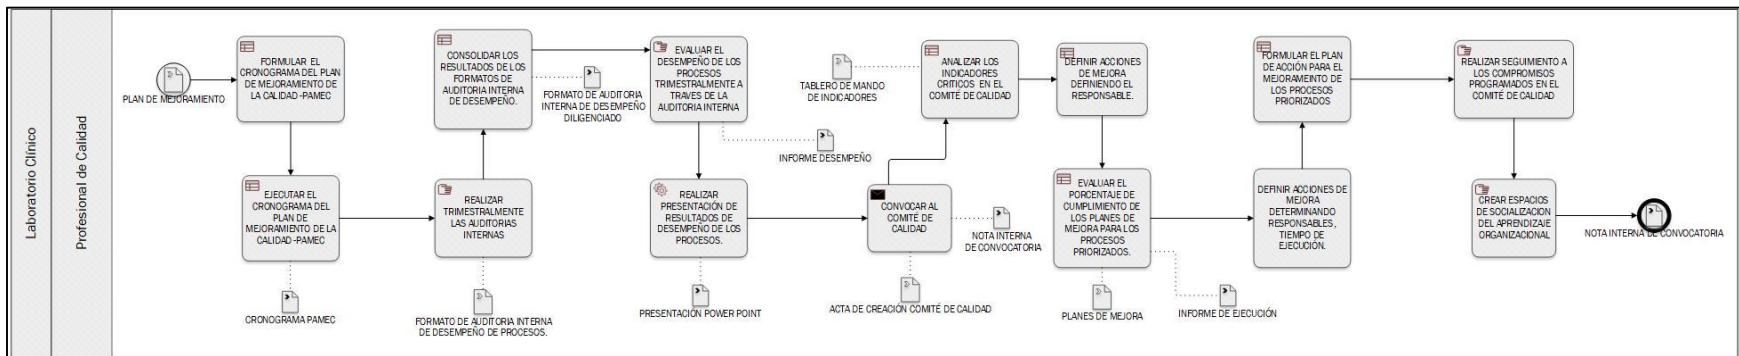 Laboratorio Clínico
Profesional de Calidad
PLAN DE MEJORAMIENTO
FORMULAR EL
CRONOGRAMA DEL PLAN
DE MEJORAMIENTO DE
LA CALIDAD -PAMEC
EJECUTAR EL
CRONOGRAMA DEL
PLAN DE
MEJORAMIENTO DE LA
CALIDAD -PAMEC
CRONOGRAMA PAMEC
REALIZAR
TRIMESTRALMENTE
LAS AUDITORIAS
INTERNAS
FORMATO DE AUDITORIA INTERNA
DE DESEMPEÑO DE PROCESOS.
CONSOLIDAR LOS
RESULTADOS DE LOS
FORMATOS DE
AUDITORIA INTERNA
DE DESEMPEÑO.
FORMATO DE AUDITORIA
INTERNA DE DESEMPEÑO
DILIGENCIADO
EVALUAR EL
DESEMPEÑO DE LOS
PROCESOS
TRIMESTRALMENTE A
TRAVES DE LA
AUDITORIA INTERNA
INFORME DESEMPEÑO
REALIZAR
PRESENTACIÓN DE
RESULTADOS DE
DESEMPEÑO DE LOS
PROCESOS.
PRESENTACIÓN POWER POINT
CONVOCAR AL
COMITÉ DE
CALIDAD
NOTA INTERNA
DE CONVOCATORIA
ACTA DE CREACIÓN COMITÉ DE CALIDAD
TABLERO DE MANDO
DE INDICADORES
ANALIZAR LOS
INDICADORES
CRITICOS EN EL
COMITÉ DE CALIDAD
DEFINIR ACCIONES
DE MEJORA
DEFINIENDO EL
RESPONSABLE.
EVALUAR EL
PORCENTAJE DE
CUMPLIMIENTO DE
LOS PLANES DE
MEJORA PARA LOS
PROCESOS
PRIORIZADOS.
PLANES DE MEJORA
INFORME DE EJECUCIÓN
DEFINIR ACCIONES DE
MEJORA
DETERMINANDO
RESPONSABLES ,
TIEMPO DE
EJECUCIÓN.
FORMULAR EL PLAN
DE ACCIÓN PARA EL
MEJORAMEINTO DE
LOS PROCESOS
PRIORIZADOS
REALIZAR SEGUIMIENTO A
LOS COMPROMISOS
PROGRAMADOS EN EL
COMITÉ DE CALIDAD
CREAR ESPACIOS
DE SOCIALIZACION
DEL APRENDIZAJE
ORGANIZACIONAL
NOTA INTERNA DE CONVOCATORIA